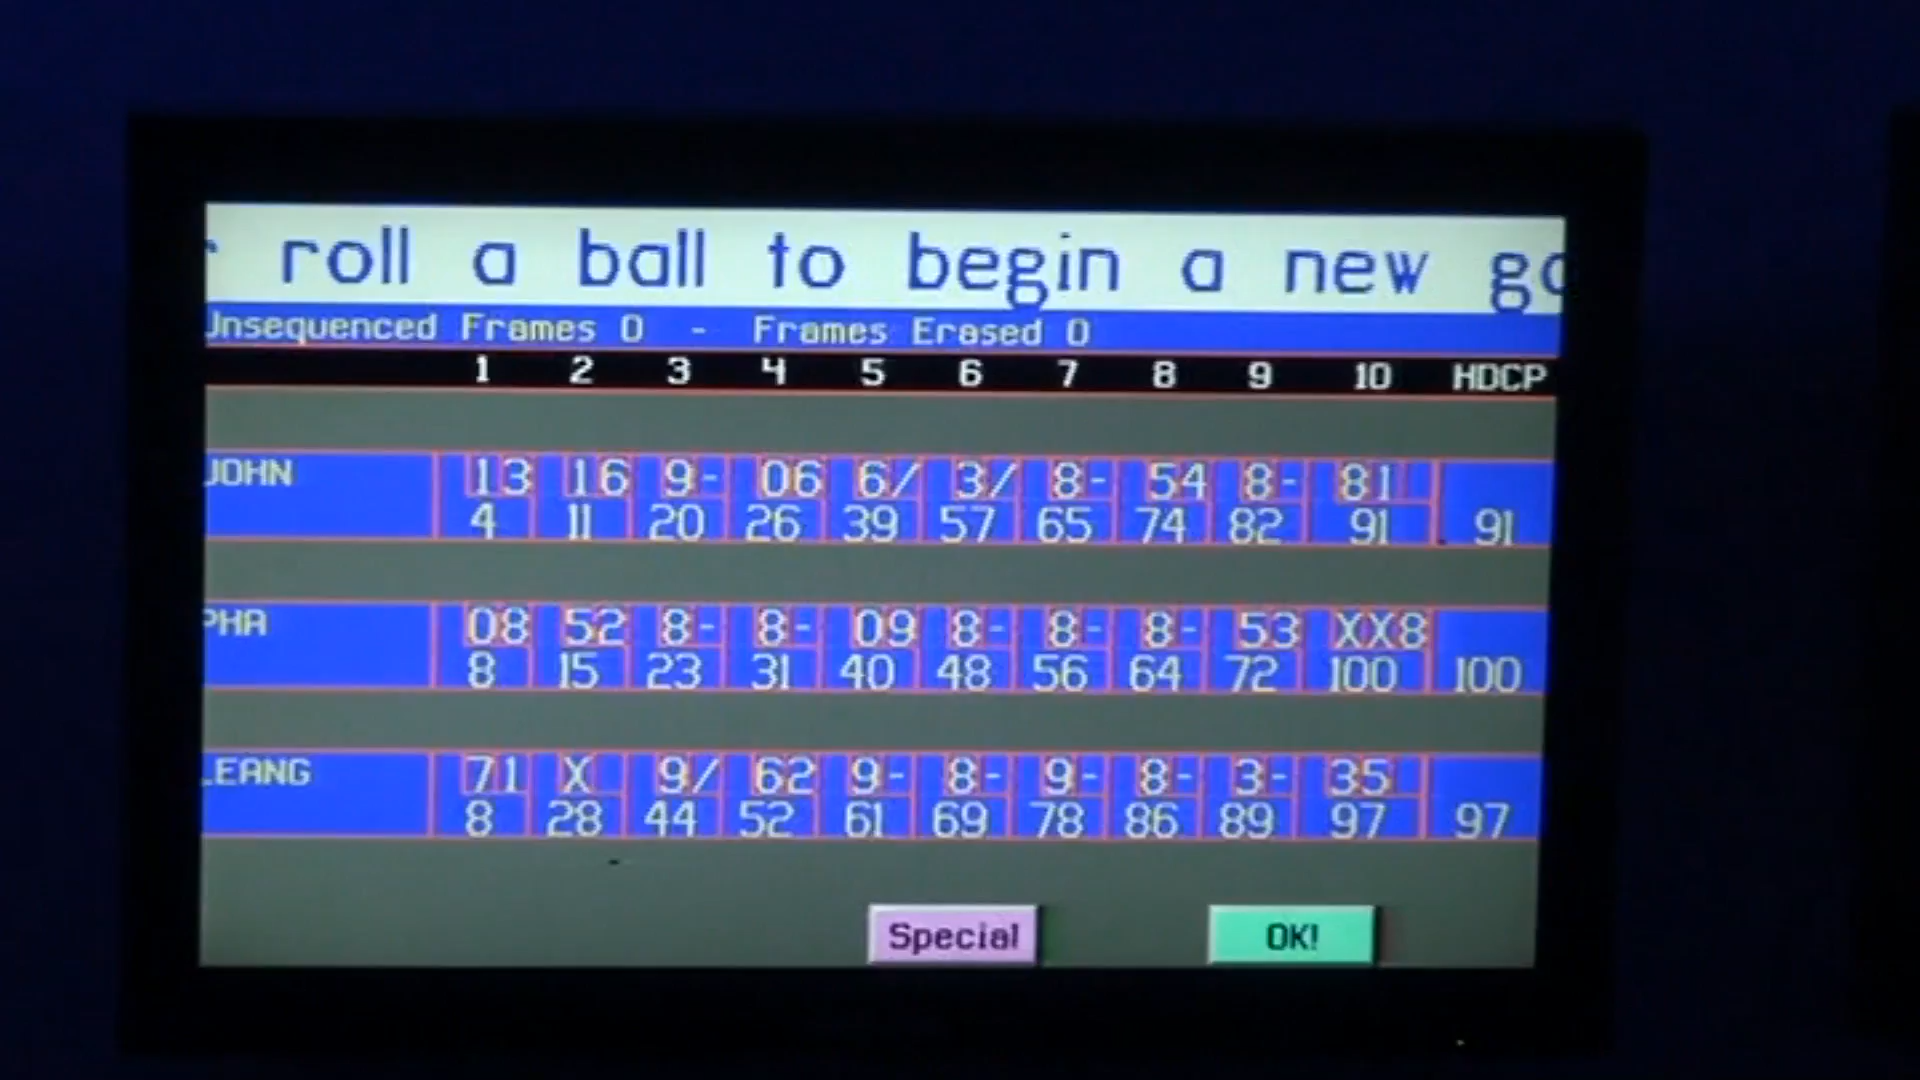 roll a ball to begin a new
Unsequenced Frames 0 - Frames Erased 0
1 2 3 4 5 6 7 8 9 10 HDCP
JOHN 13 16 9- 06 6/ 3/ 8- 54 8- 81
4 11 20 26 39 57 65 74 82 91 91
PHA 08 52 8- 8- 09 8- 8- 8- 53 XX8
8 15 23 31 40 48 56 64 72 100 100
LEANG 71 X 9/ 62 9- 8- 9- 8- 3- 35
8 28 44 52 61 69 78 86 89 97 97
Special OK!